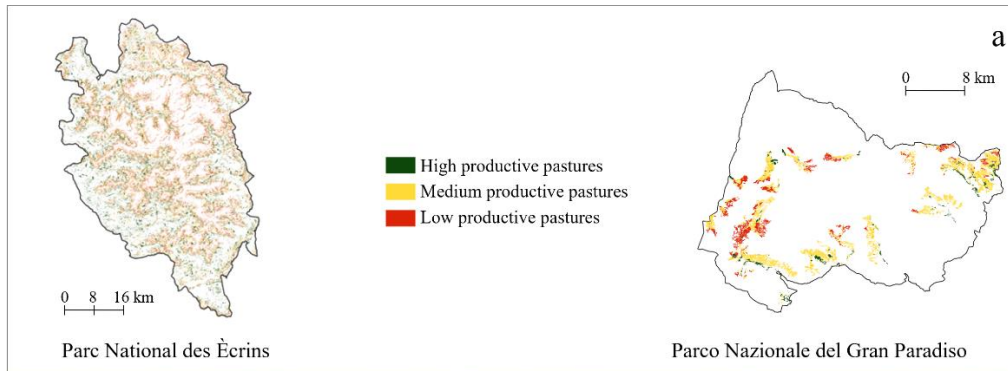 a
0 8 km
High productive pastures
Medium productive pastures
Low productive pastures
0 8 16 km
Parc National des Ècrins
Parco Nazionale del Gran Paradiso